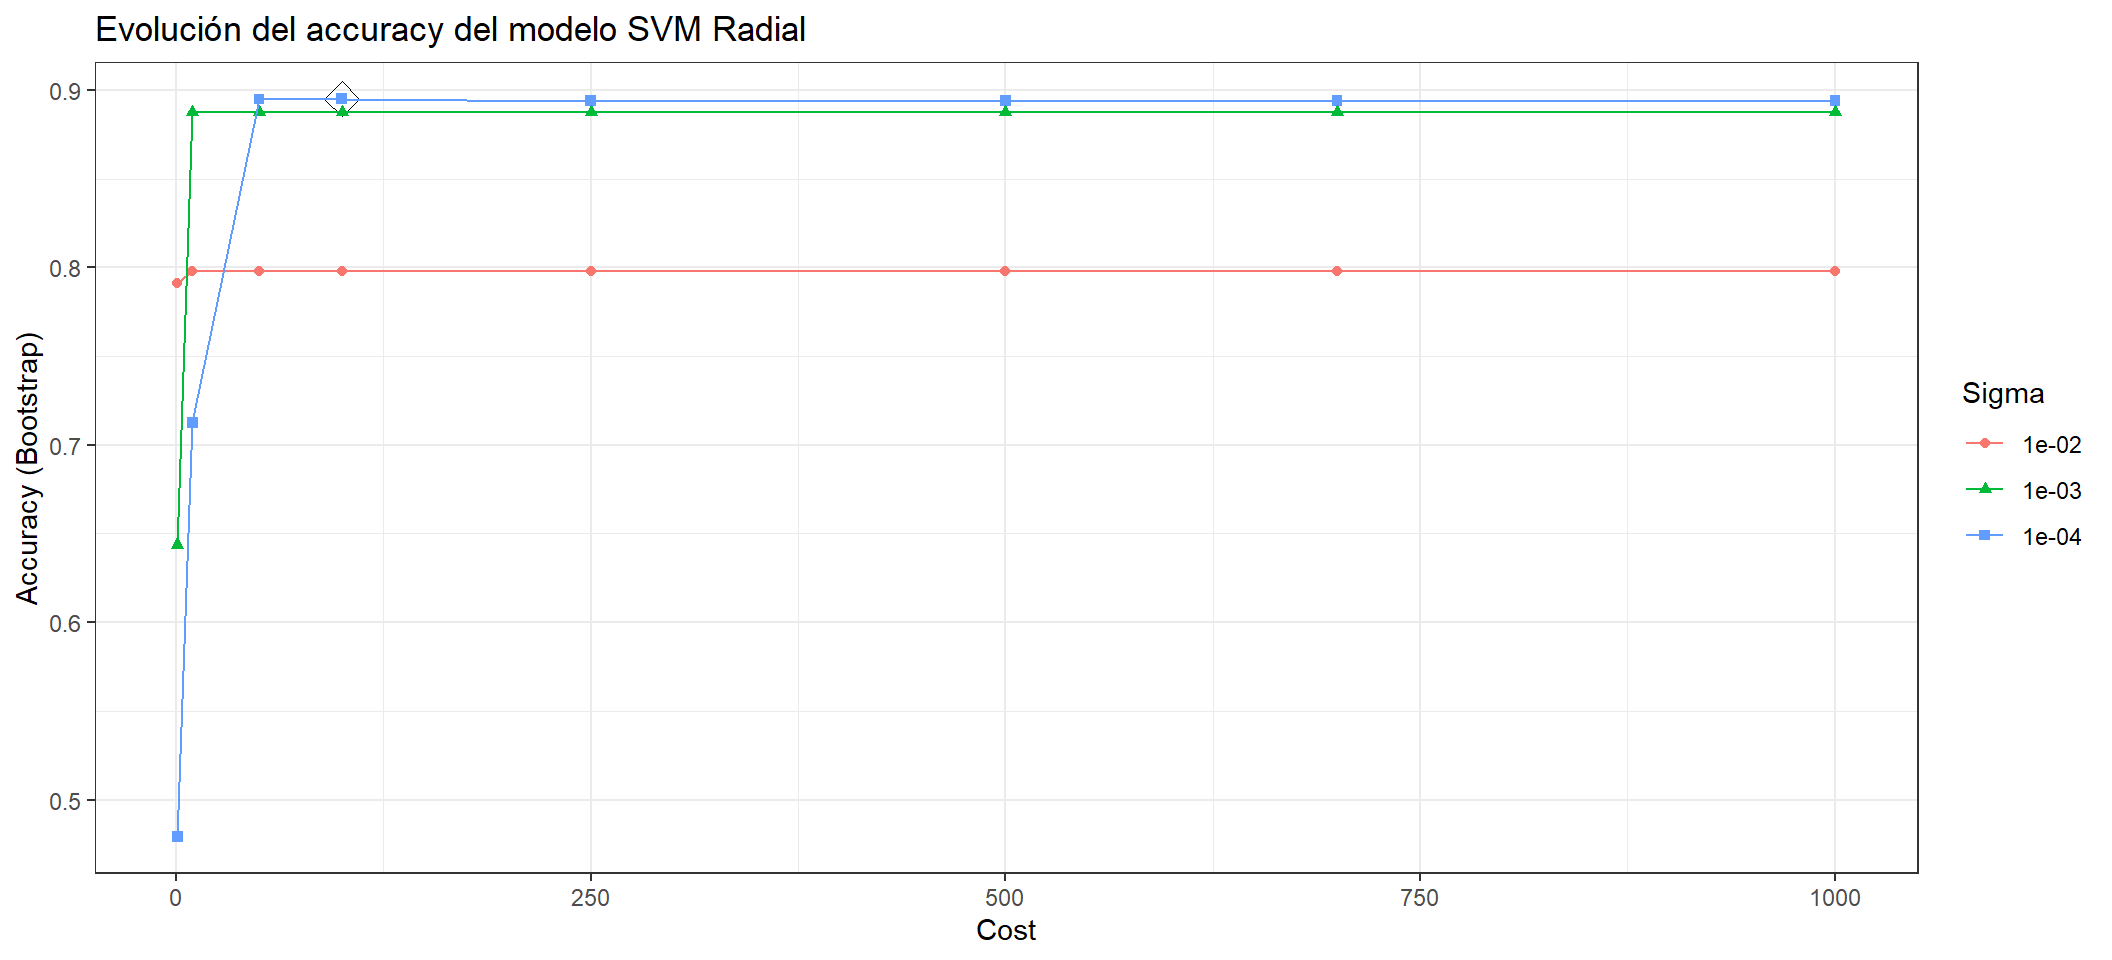 Evolución del accuracy del modelo SVM Radial
Accuracy (Bootstrap)
0.9
0.8
0.7
0.6
0.5
0
250
500
750
1000
Cost
Sigma
1e-02
1e-03
1e-04